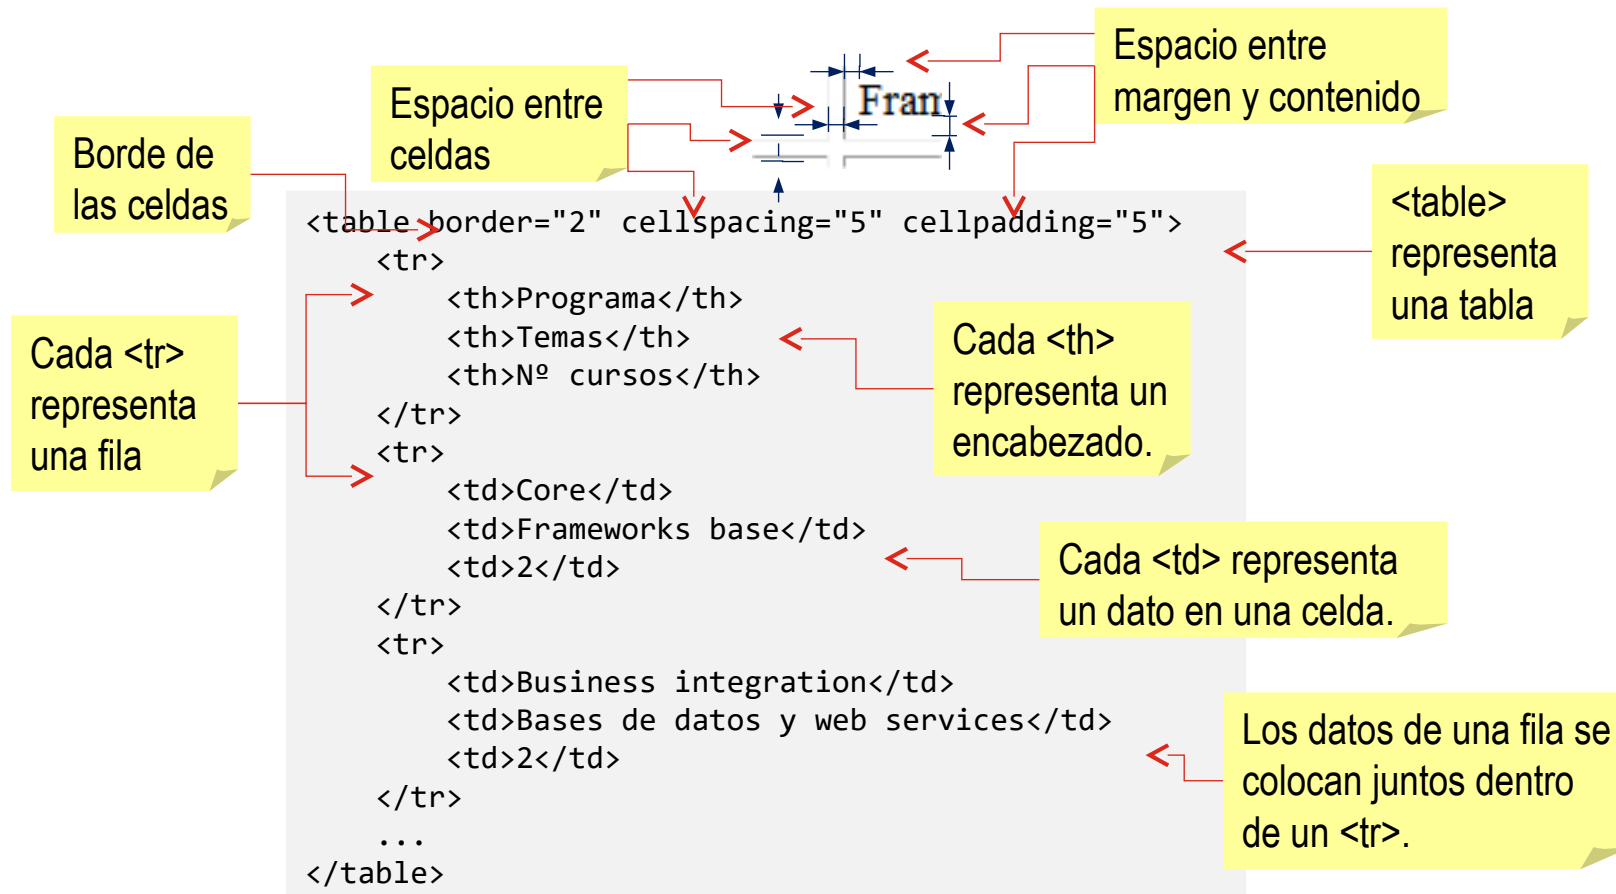 Espacio entre
margen y contenido
Espacio entre
celdas
Fran
Borde de
las celdas
<table>
representa
una tabla
Cada <tr>
representa
una fila
Cada <th>
representa un
encabezado.
Cada <td> representa
un dato en una celda.
Los datos de una fila se
colocan juntos dentro
de un <tr>.
<table border="2" cellspacing="5" cellpadding="5">
    <tr>
        <th>Programa</th>
        <th>Temas</th>
        <th>Nº cursos</th>
    </tr>
    <tr>
        <td>Core</td>
        <td>Frameworks base</td>
        <td>2</td>
    </tr>
    <tr>
        <td>Business integration</td>
        <td>Bases de datos y web services</td>
        <td>2</td>
    </tr>
    ...
</table>